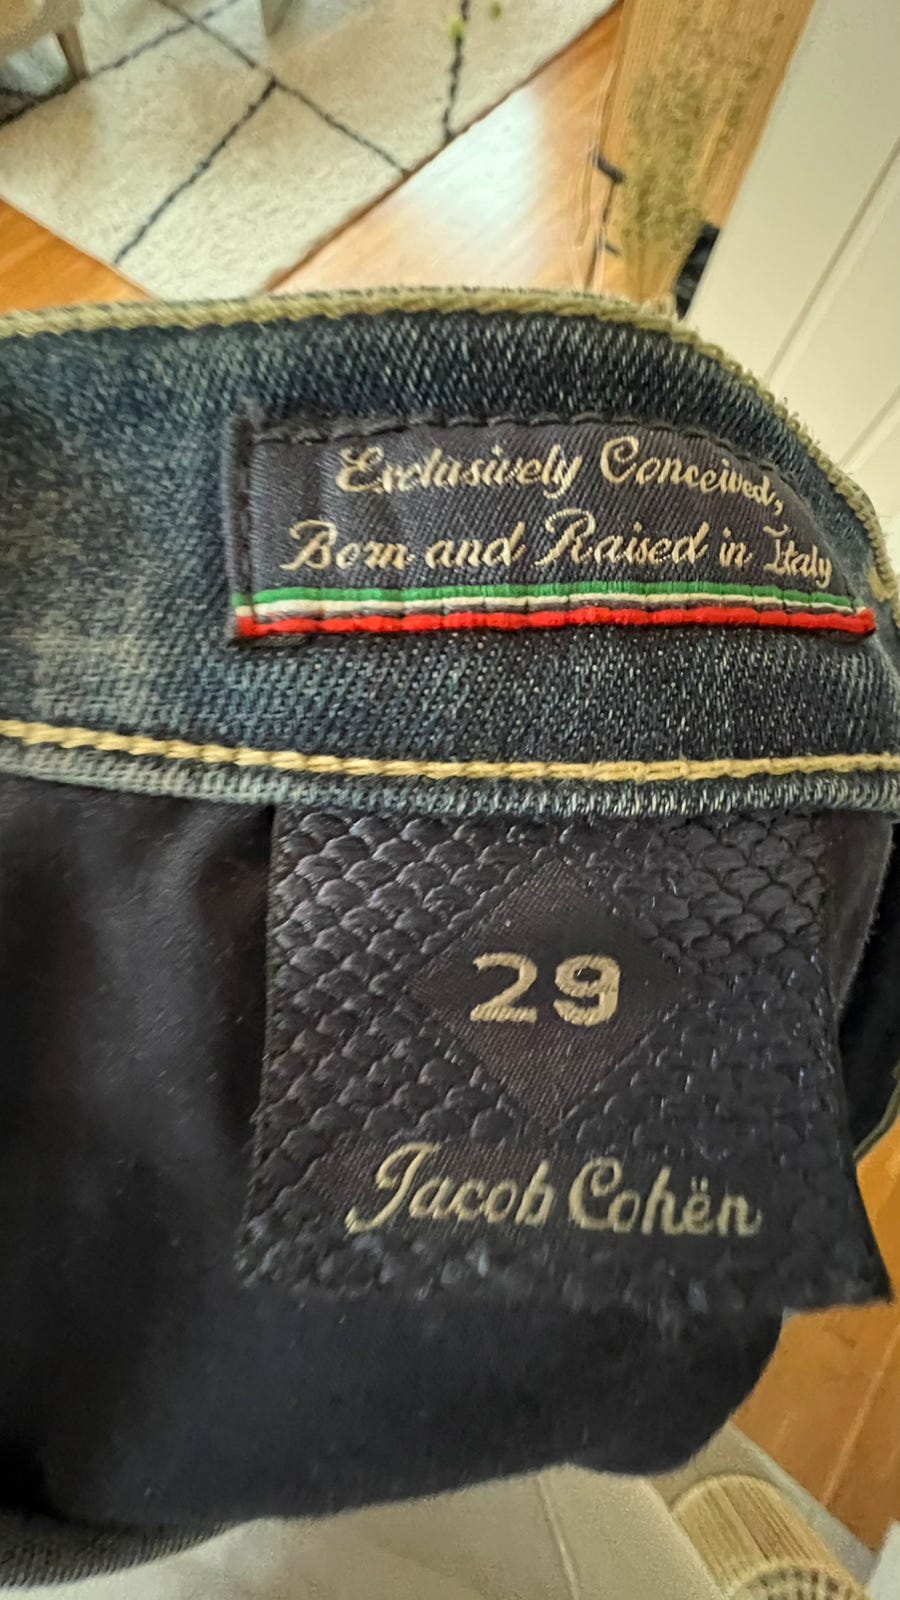 Exclusively Conceived,
Born and Raised in Italy
29
Jacob Cohën